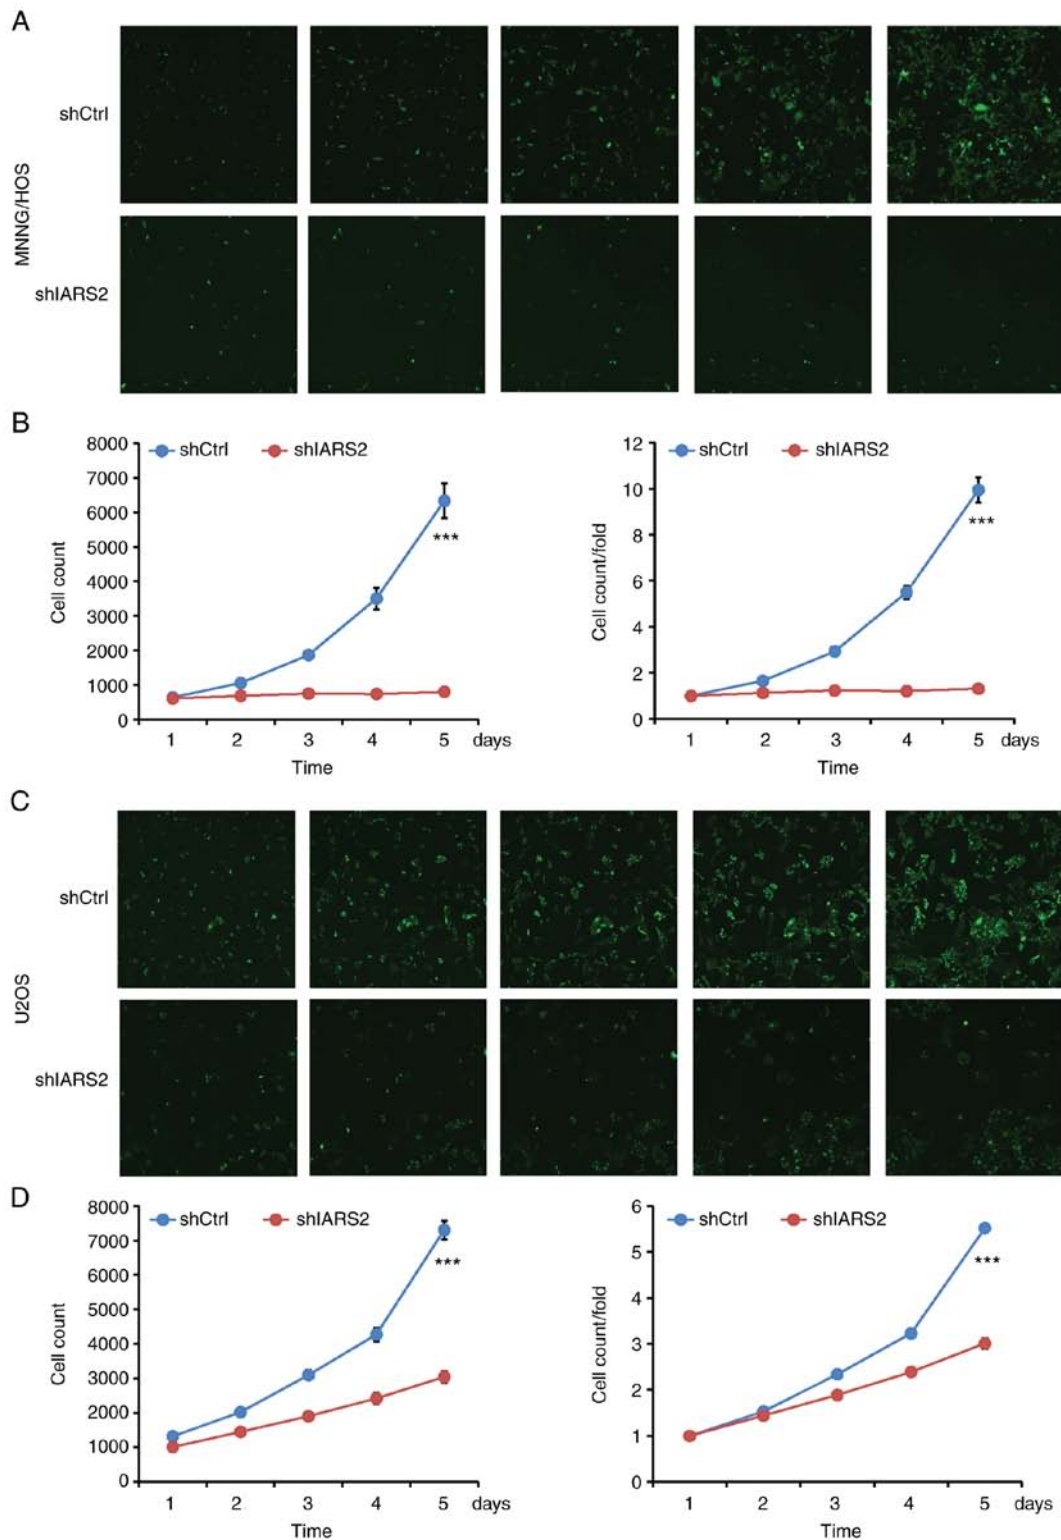 A
shCtrl
MNNG/HOS
shIARS2
B
shCtrl shIARS2
8000
7000
6000
5000
4000
3000
2000
1000
0
Cell count
***
1 2 3 4 5 days
Time
shCtrl shIARS2
12
10
8
6
4
2
0
Cell count/fold
***
1 2 3 4 5 days
Time
C
shCtrl
U2OS
shIARS2
D
shCtrl shIARS2
8000
7000
6000
5000
4000
3000
2000
1000
0
Cell count
***
1 2 3 4 5 days
Time
shCtrl shIARS2
6
5
4
3
2
1
0
Cell count/fold
***
1 2 3 4 5 days
Time